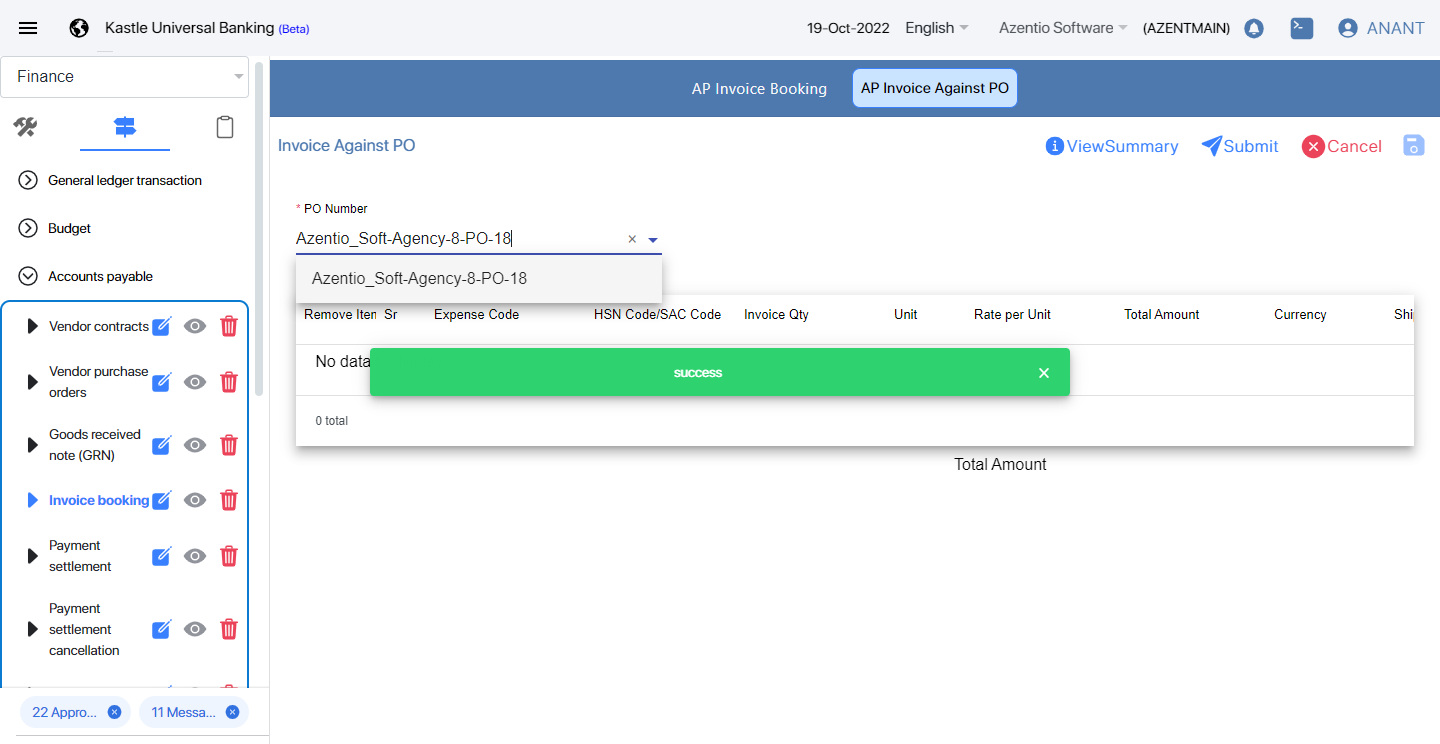 Kastle Universal Banking (Beta)
19-Oct-2022 English Azentio Software (AZENTMAIN) ANANT
Finance
General ledger transaction
Budget
Accounts payable
Vendor contracts
Vendor purchase
orders
Goods received
note (GRN)
Invoice booking
Payment
settlement
Payment
settlement
cancellation
22 Appro... 11 Messa...
AP Invoice Booking AP Invoice Against PO
Invoice Against PO ViewSummary Submit Cancel
* PO Number
Azentio_Soft-Agency-8-PO-18
Azentio_Soft-Agency-8-PO-18
Remove Item Sr Expense Code HSN Code/SAC Code Invoice Qty Unit Rate per Unit Total Amount Currency Shi
No data
success
0 total
Total Amount